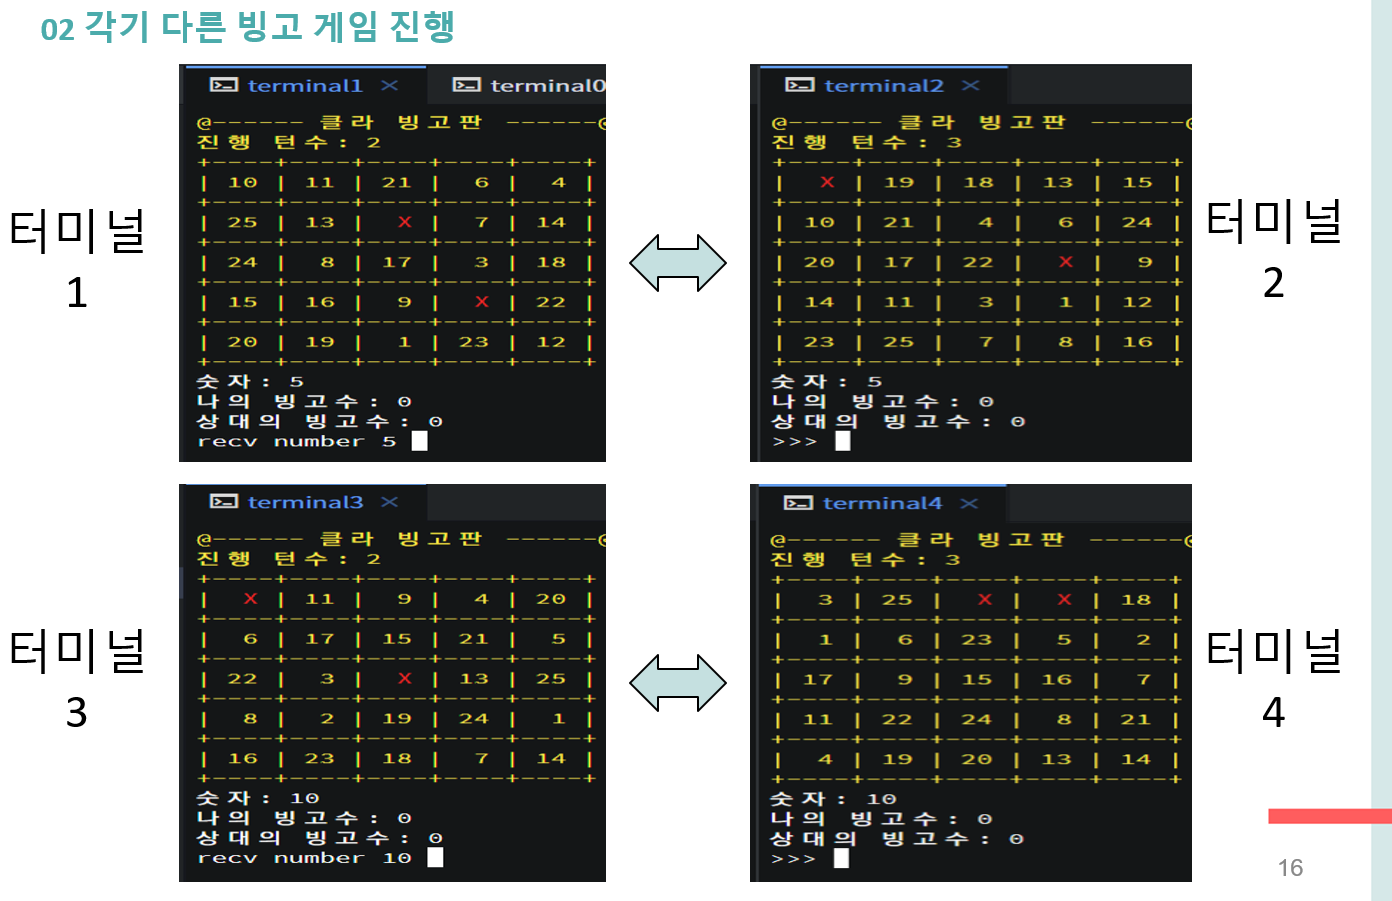 02 각기 다른 빙고 게임 진행
터미널
1
terminal1 × terminal0
@------ 클라 빙고판 ------@
진행 턴수: 2
+----+----+----+----+----+
| 10 | 11 | 21 | 6 | 4 |
+----+----+----+----+----+
| 25 | 13 | X | 7 | 14 |
+----+----+----+----+----+
| 24 | 8 | 17 | 3 | 18 |
+----+----+----+----+----+
| 15 | 16 | 9 | X | 22 |
+----+----+----+----+----+
| 20 | 19 | 1 | 23 | 12 |
+----+----+----+----+----+
숫자: 5
나의 빙고수: 0
상대의 빙고수: 0
recv number 5
terminal2 ×
@------ 클라 빙고판 ------@
진행 턴수: 3
+----+----+----+----+----+
| X | 19 | 18 | 13 | 15 |
+----+----+----+----+----+
| 10 | 21 | 4 | 6 | 24 |
+----+----+----+----+----+
| 20 | 17 | 22 | X | 9 |
+----+----+----+----+----+
| 14 | 11 | 3 | 1 | 12 |
+----+----+----+----+----+
| 23 | 25 | 7 | 8 | 16 |
+----+----+----+----+----+
숫자: 5
나의 빙고수: 0
상대의 빙고수: 0
>>>
터미널
2
터미널
3
terminal3 ×
@------ 클라 빙고판 ------@
진행 턴수: 2
+----+----+----+----+----+
| X | 11 | 9 | 4 | 20 |
+----+----+----+----+----+
| 6 | 17 | 15 | 21 | 5 |
+----+----+----+----+----+
| 22 | 3 | X | 13 | 25 |
+----+----+----+----+----+
| 8 | 2 | 19 | 24 | 1 |
+----+----+----+----+----+
| 16 | 23 | 18 | 7 | 14 |
+----+----+----+----+----+
숫자: 10
나의 빙고수: 0
상대의 빙고수: 0
recv number 10
terminal4 ×
@------ 클라 빙고판 ------@
진행 턴수: 3
+----+----+----+----+----+
| 3 | 25 | X | X | 18 |
+----+----+----+----+----+
| 1 | 6 | 23 | 5 | 2 |
+----+----+----+----+----+
| 17 | 9 | 15 | 16 | 7 |
+----+----+----+----+----+
| 11 | 22 | 24 | 8 | 21 |
+----+----+----+----+----+
| 4 | 19 | 20 | 13 | 14 |
+----+----+----+----+----+
숫자: 10
나의 빙고수: 0
상대의 빙고수: 0
>>>
터미널
4
16